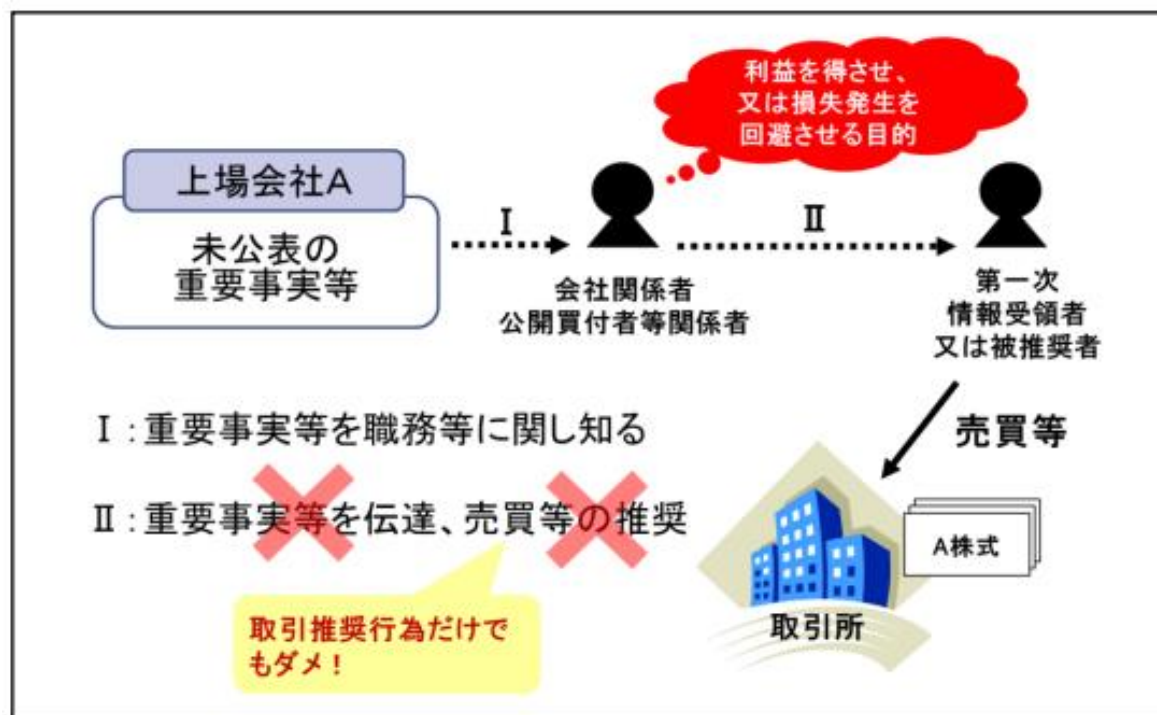 利益を得させ、
又は損失発生を
回避させる目的
上場会社A
未公表の
重要事実等
Ⅰ
Ⅱ
会社関係者
公開買付者等関係者
第一次
情報受領者
又は被推奨者
Ⅰ：重要事実等を職務等に関し知る
売買等
Ⅱ：重要事実等を伝達、売買等の推奨
A株式
取引所
取引推奨行為だけで
もダメ！